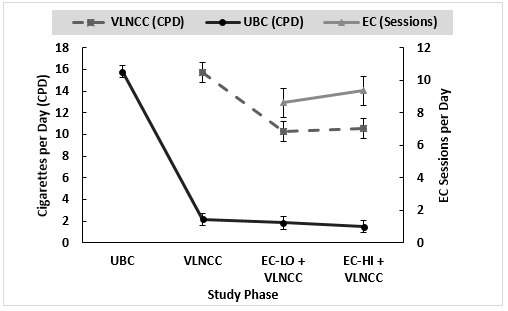 VLNCC (CPD) UBC (CPD) EC (Sessions)
Cigarettes per Day (CPD)
18
16
14
12
10
8
6
4
2
0
12
10
8
6
4
2
0
EC Sessions per Day
UBC VLNCC EC-LO + EC-HI +
VLNCC VLNCC
Study Phase